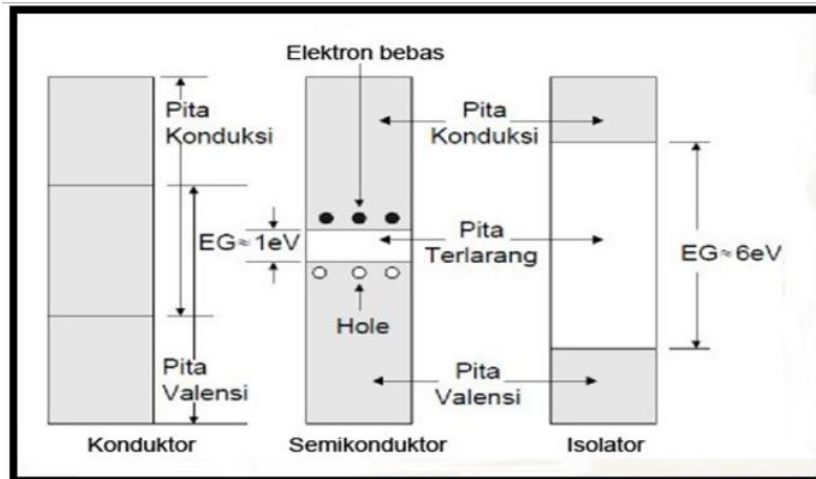 Elektron bebas
Pita
Konduksi
Pita
Konduksi
EG≈1eV
Pita
Terlarang
EG≈6eV
Hole
Pita
Valensi
Pita
Valensi
Konduktor
Semikonduktor
Isolator